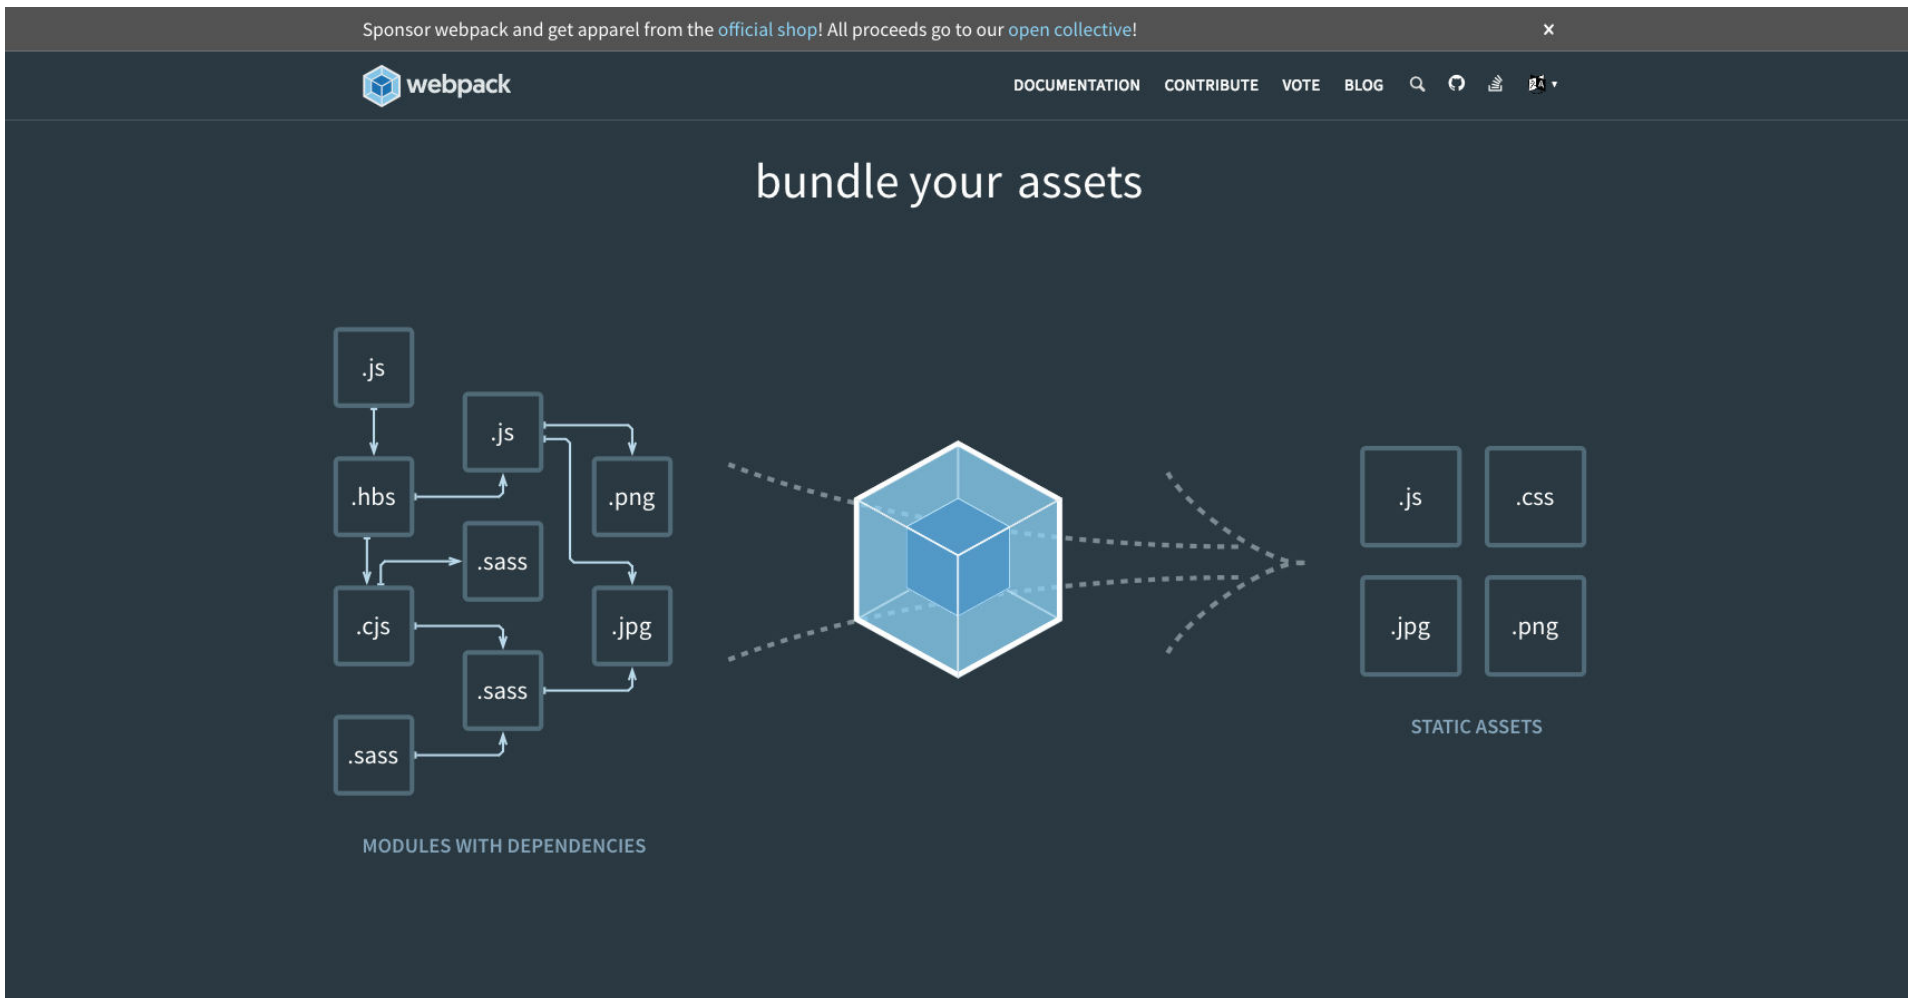 Sponsor webpack and get apparel from the official shop! All proceeds go to our open collective!
×
webpack
DOCUMENTATION CONTRIBUTE VOTE BLOG
bundle your assets
.js
.js
.hbs
.png
.sass
.cjs
.jpg
.sass
.sass
MODULES WITH DEPENDENCIES
.js .css
.jpg .png
STATIC ASSETS